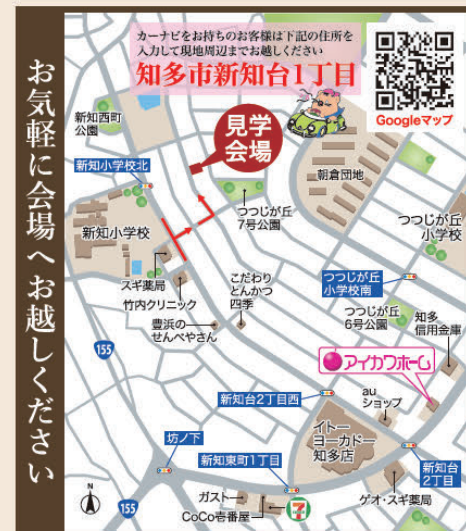 お気軽に会場へお越しください
カーナビをお持ちのお客様は下記の住所を
入力して現地周辺までお越しください
知多市新知台1丁目
Googleマップ
見学
会場
新知西町
公園
新知小学校北
朝倉団地
つつじが丘
7号公園
つつじが丘
小学校
新知小学校
スギ薬局
竹内クリニック
こだわり
とんかつ
四季
つつじが丘
小学校南
豊浜の
せんべやさん
つつじが丘
6号公園
知多
信用金庫
155
アイカワホーム
新知台2丁目西
au
ショップ
イトー
ヨーカドー
知多店
坊ノ下
新知東町1丁目
新知台
2丁目
ガスト
CoCo壱番屋
7
ゲオ・スギ薬局
N
155